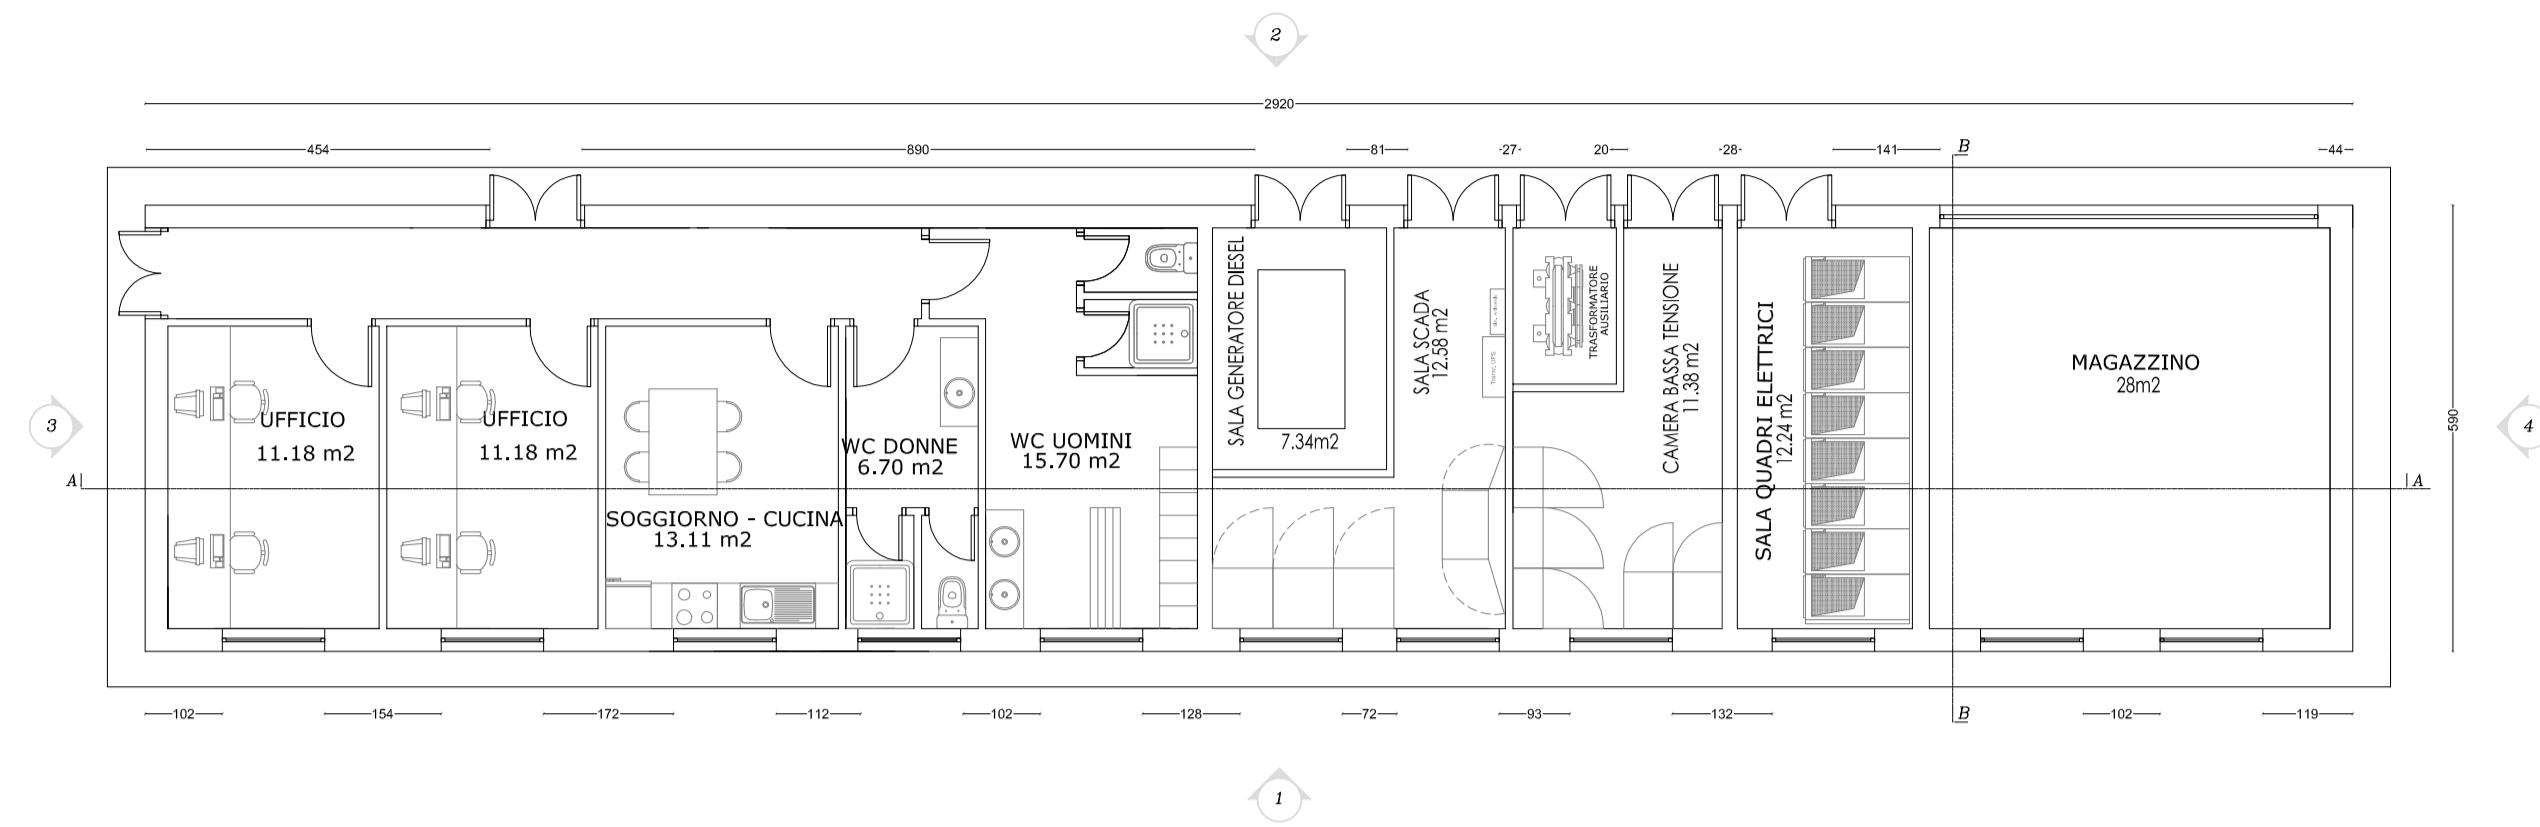 2
2920
454
890
81
27
20
28
141
B
44
SALA GENERATORE DIESEL
7.34m2
SALA SCADA
12.58 m2
Transf. UPS
TRASFORMATORE
AUSILIARIO
CAMERA BASSA TENSIONE
11.38 m2
SALA QUADRI ELETTRICI
12.24 m2
MAGAZZINO
28m2
590
3
UFFICIO
11.18 m2
UFFICIO
11.18 m2
WC DONNE
6.70 m2
WC UOMINI
15.70 m2
4
A
A
SOGGIORNO - CUCINA
13.11 m2
102
154
172
112
102
128
72
93
132
B
102
119
1